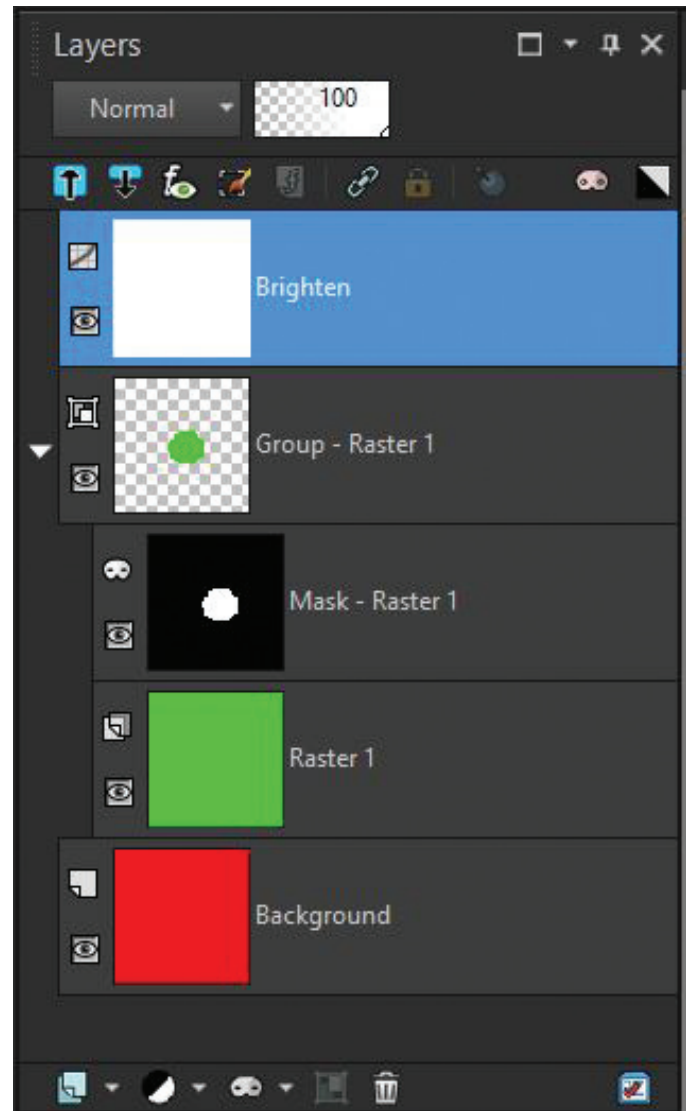 Layers
Normal
100
Brighten
Group - Raster 1
Mask - Raster 1
Raster 1
Background